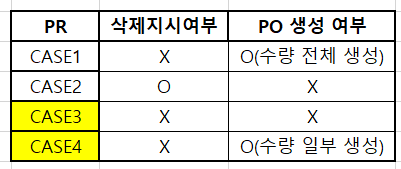 PR 삭제지시여부 PO 생성 여부
CASE1 X O(수량 전체 생성)
CASE2 O X
CASE3 X X
CASE4 X O(수량 일부 생성)